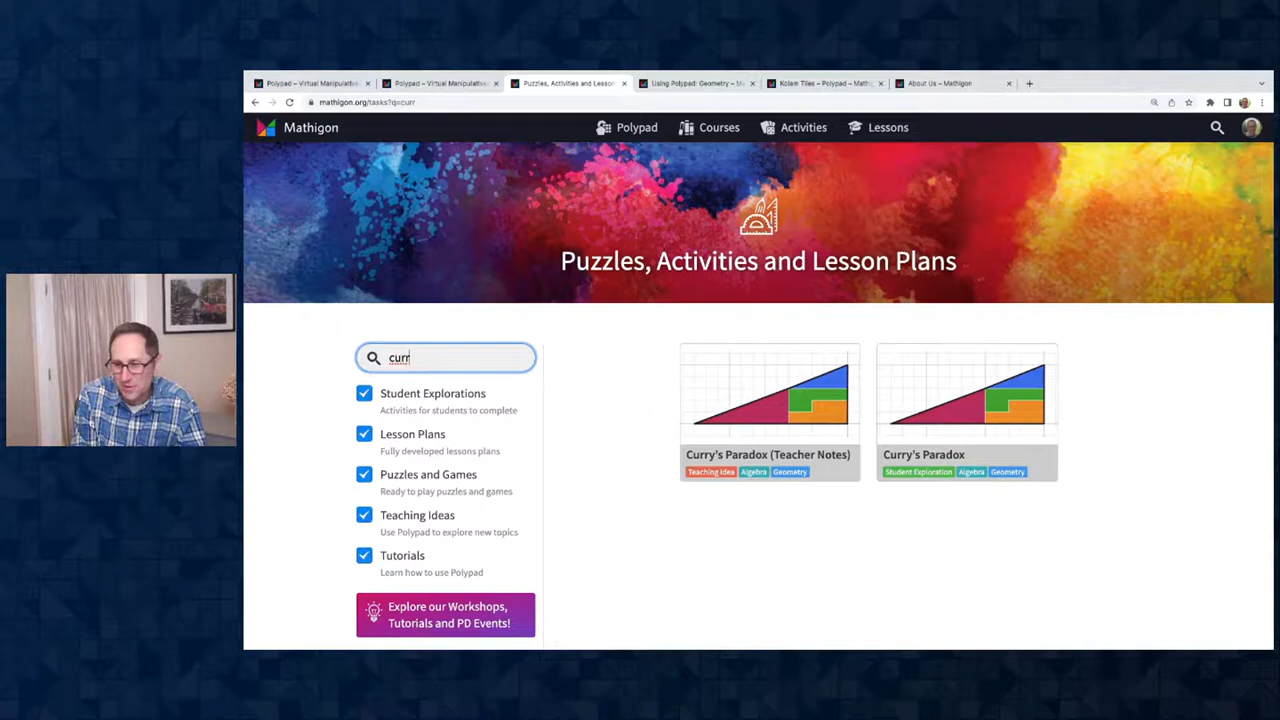 Polypad – Virtual Manipulative
Polypad – Virtual Manipulative
Puzzles, Activities and Lesson
Using Polypad: Geometry – M
Kolam Tiles – Polypad – Math
About Us – Mathigon
mathigon.org/tasks?q=curr
Mathigon
Polypad
Courses
Activities
Lessons
Puzzles, Activities and Lesson Plans
curr
Student Explorations
Activities for students to complete
Lesson Plans
Fully developed lessons plans
Puzzles and Games
Ready to play puzzles and games
Teaching Ideas
Use Polypad to explore new topics
Tutorials
Learn how to use Polypad
Explore our Workshops,
Tutorials and PD Events!
Curry's Paradox (Teacher Notes)
Teaching Idea Algebra Geometry
Curry's Paradox
Student Exploration Algebra Geometry